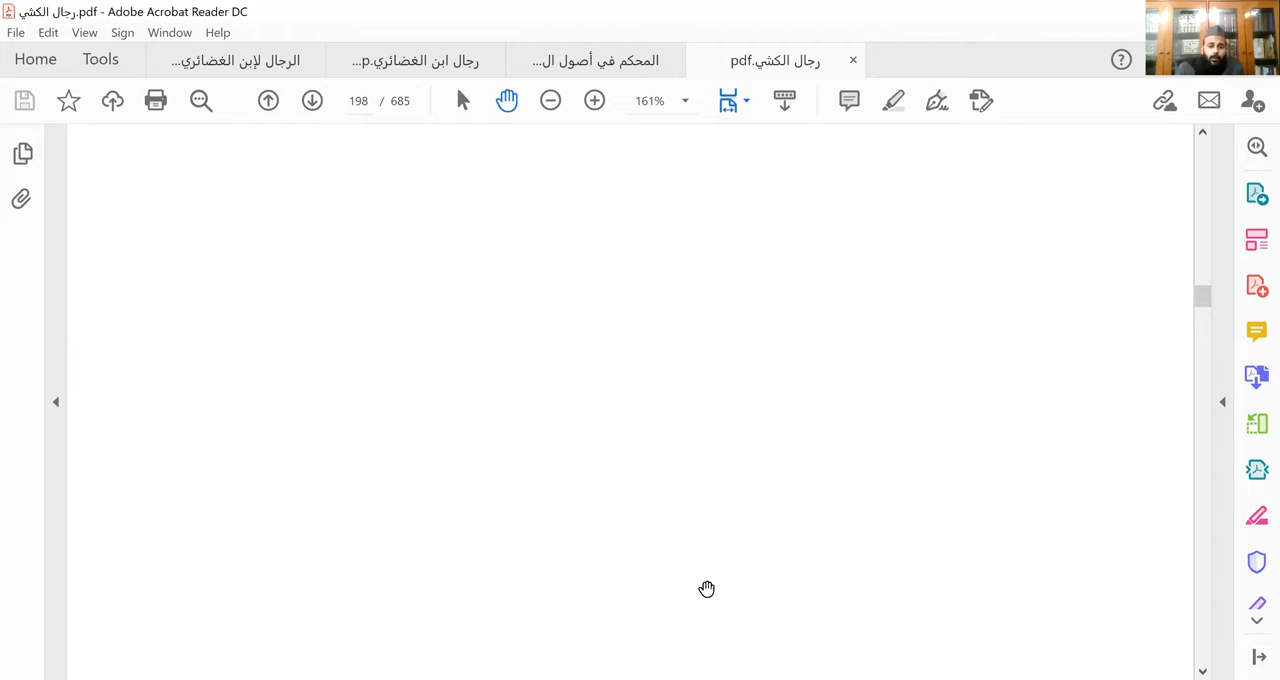 رجال الكشي.pdf - Adobe Acrobat Reader DC
File Edit View Sign Window Help
Home Tools الرجال لإبن الغضائري... رجال ابن الغضائري.p... المحكم في أصول ال... رجال الكشي.pdf ×
198 / 685 161%